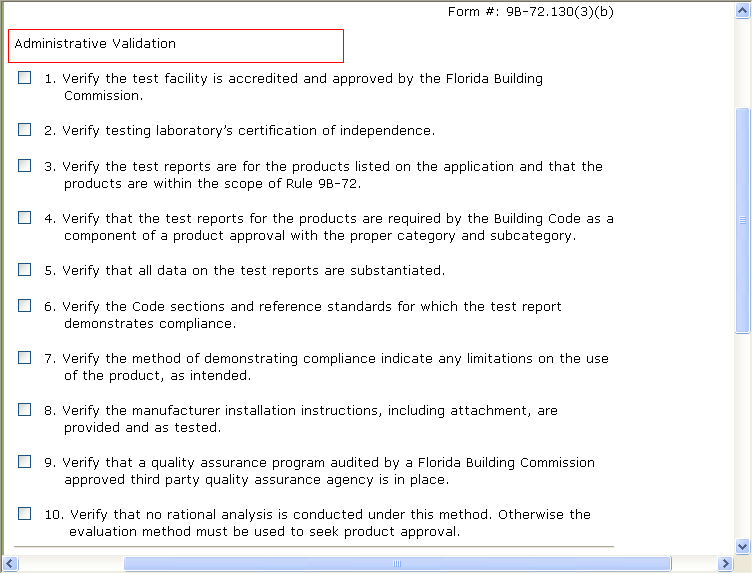 Form #: 9B-72.130(3)(b)
Administrative Validation
1. Verify the test facility is accredited and approved by the Florida Building
Commission.
2. Verify testing laboratory's certification of independence.
3. Verify the test reports are for the products listed on the application and that the
products are within the scope of Rule 9B-72.
4. Verify that the test reports for the products are required by the Building Code as a
component of a product approval with the proper category and subcategory.
5. Verify that all data on the test reports are substantiated.
6. Verify the Code sections and reference standards for which the test report
demonstrates compliance.
7. Verify the method of demonstrating compliance indicate any limitations on the use
of the product, as intended.
8. Verify the manufacturer installation instructions, including attachment, are
provided and as tested.
9. Verify that a quality assurance program audited by a Florida Building Commission
approved third party quality assurance agency is in place.
10. Verify that no rational analysis is conducted under this method. Otherwise the
evaluation method must be used to seek product approval.